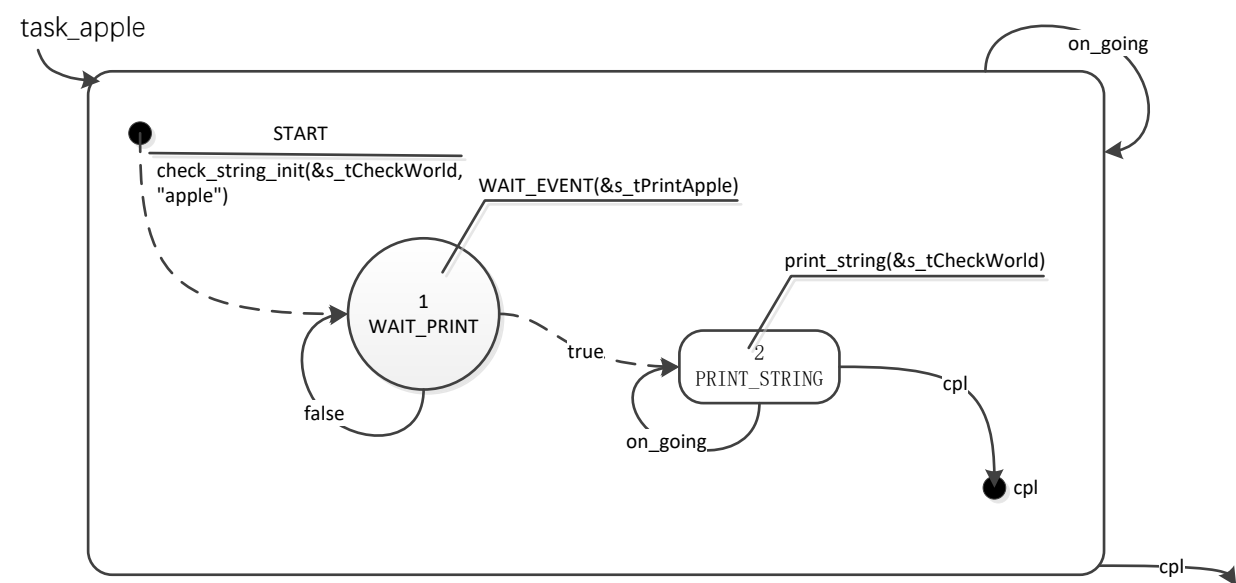 task_apple
on_going
START
check_string_init(&s_tCheckWorld,
"apple")
WAIT_EVENT(&s_tPrintApple)
print_string(&s_tCheckWorld)
1
WAIT_PRINT
true
2
PRINT_STRING
cpl
false
on_going
cpl
cpl